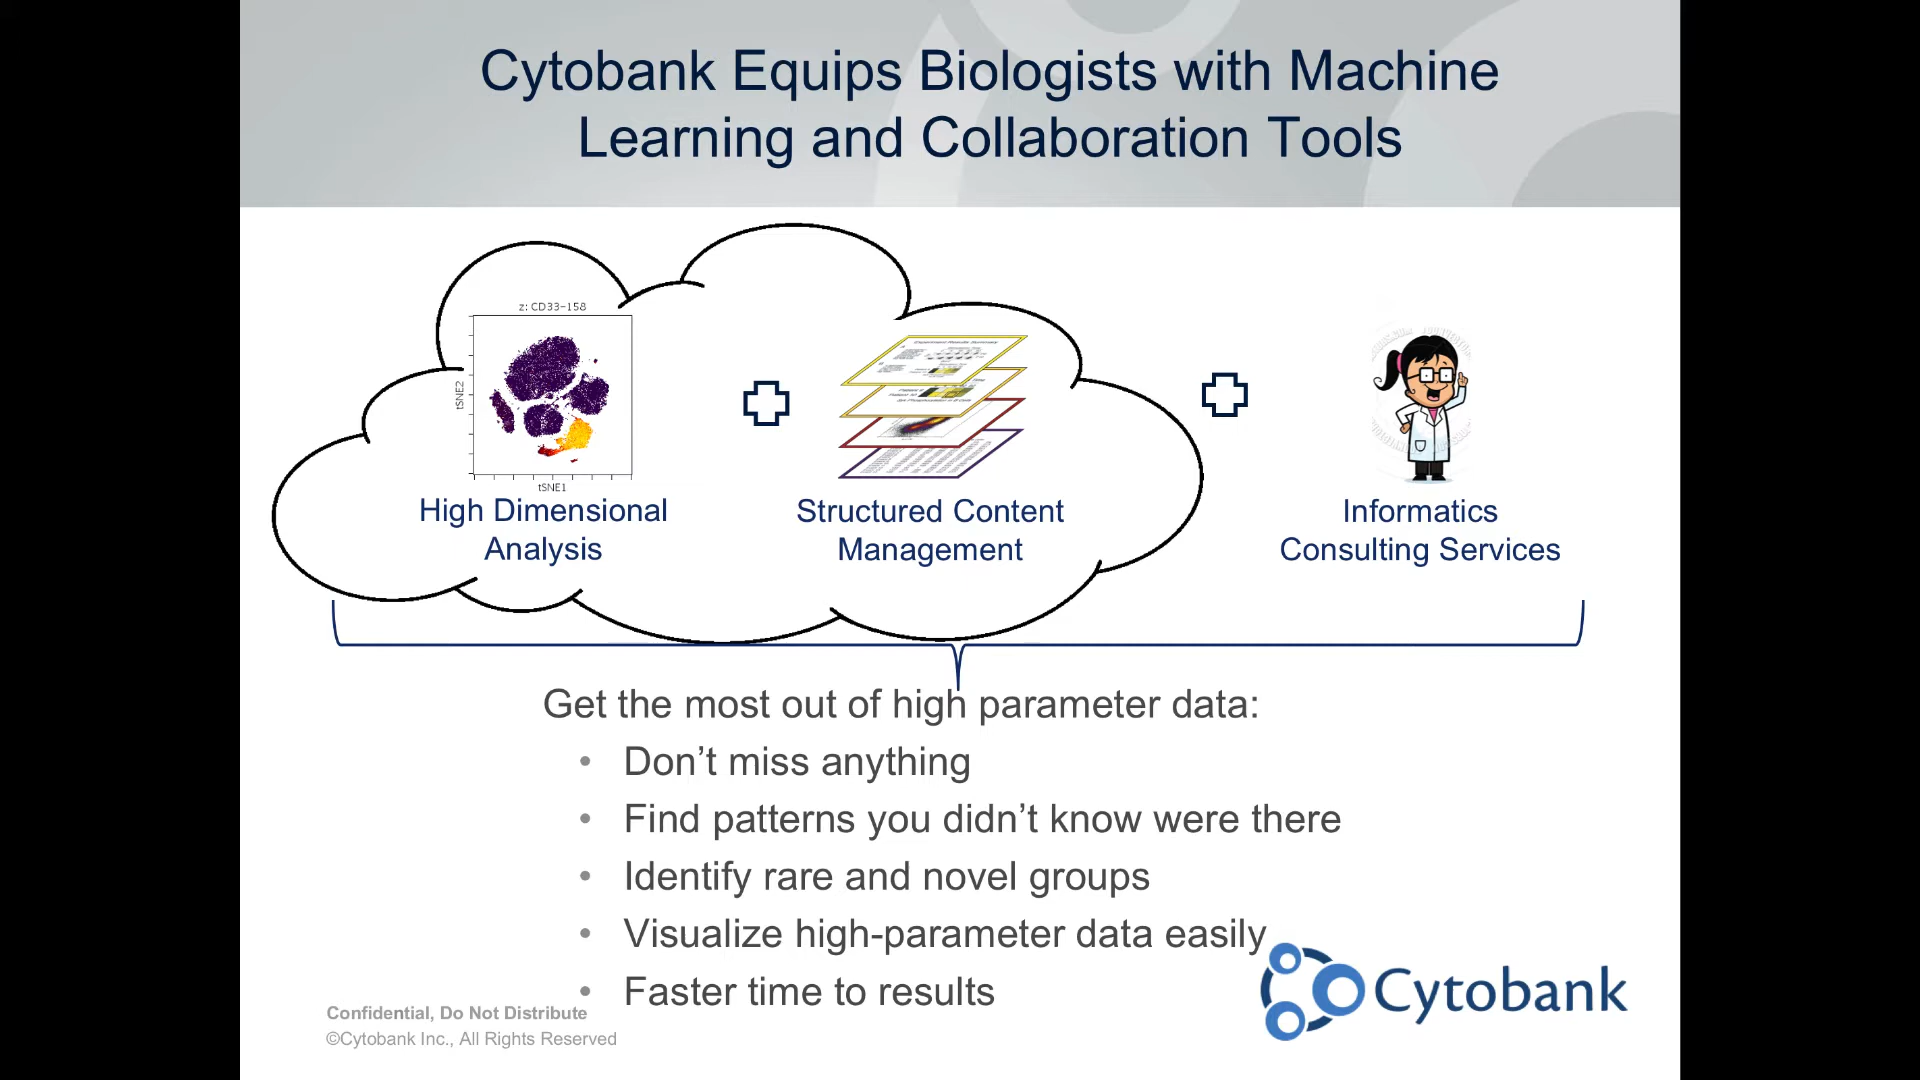 Cytobank Equips Biologists with Machine
Learning and Collaboration Tools
z: CD33-158
tSNE2
tSNE1
Experiment Results Summary
High Dimensional
Analysis
Structured Content
Management
Informatics
Consulting Services
Get the most out of high parameter data:
• Don’t miss anything
• Find patterns you didn’t know were there
• Identify rare and novel groups
• Visualize high-parameter data easily
• Faster time to results
Confidential, Do Not Distribute
©Cytobank Inc., All Rights Reserved
Cytobank